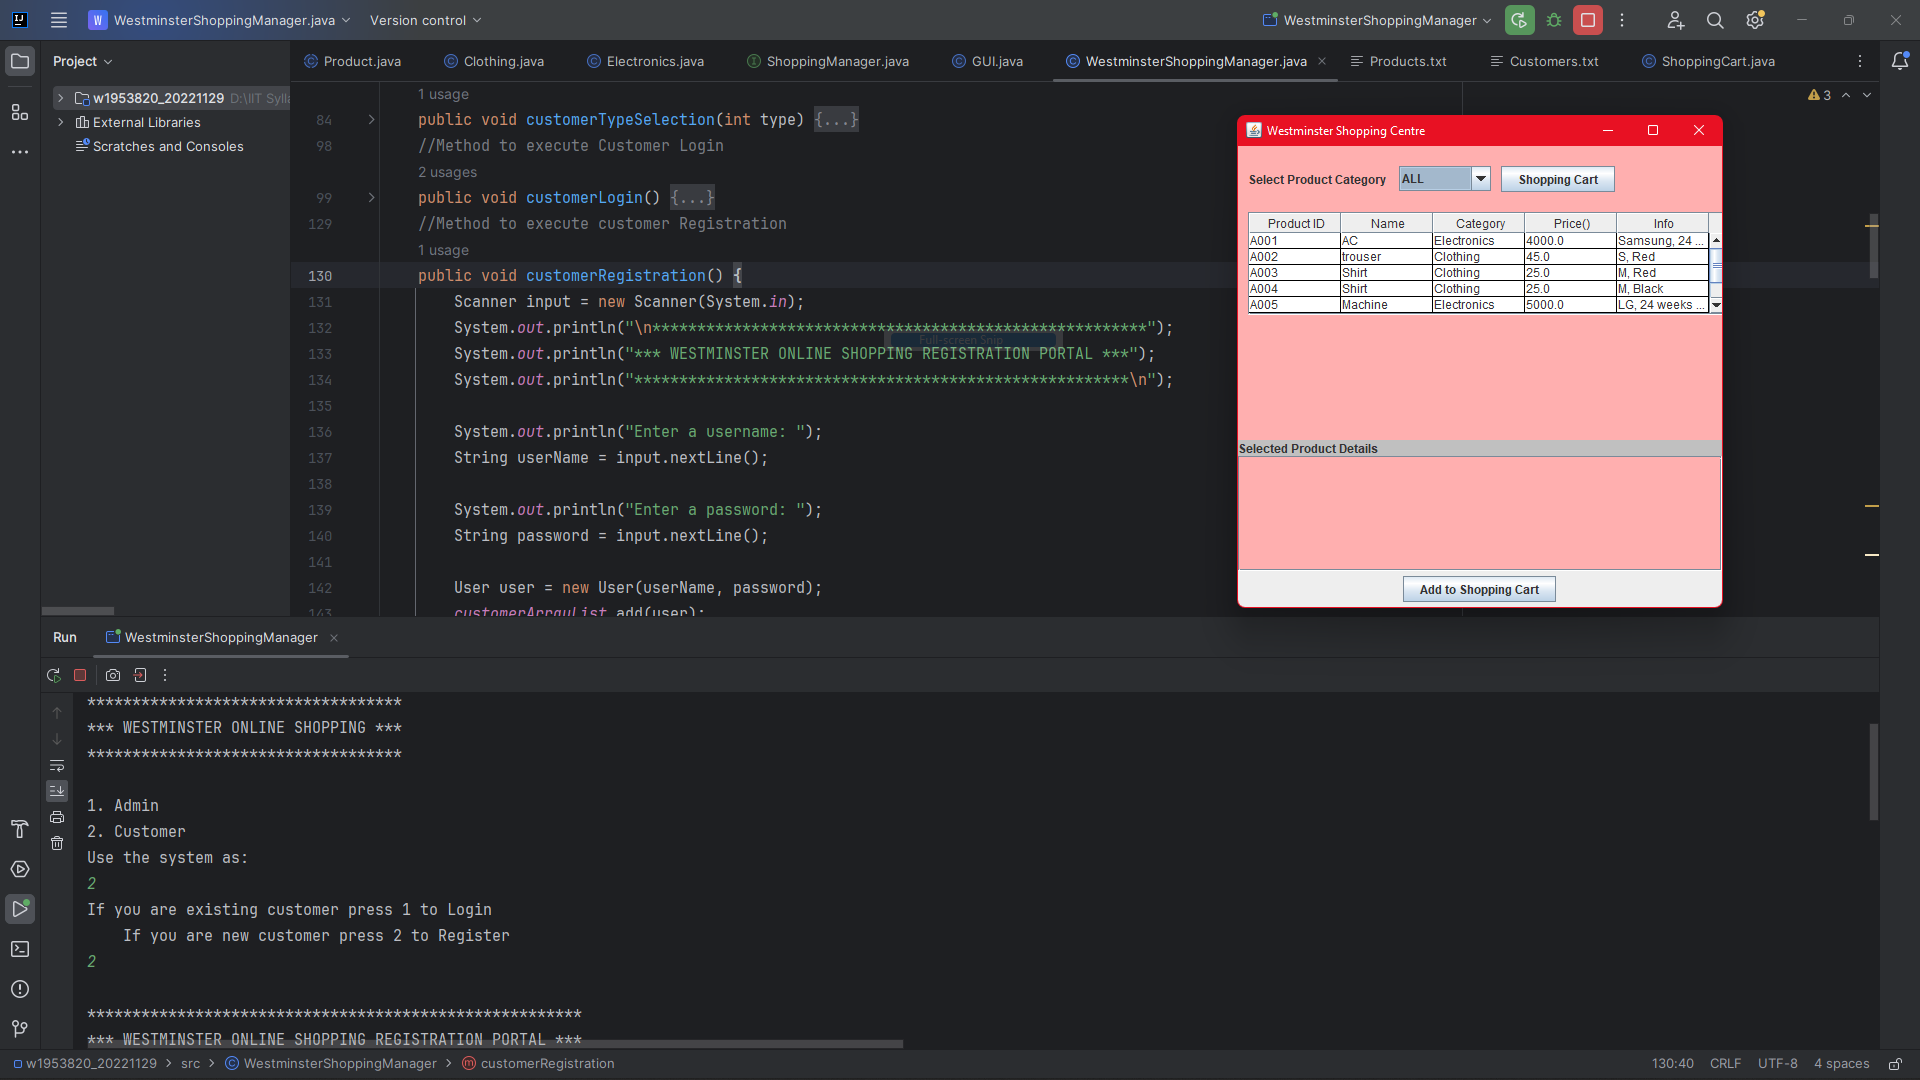 W WestminsterShoppingManager.java Version control WestminsterShoppingManager
Project
w1953820_20221129 D:\IIT Sylla
External Libraries
Scratches and Consoles
Product.java Clothing.java Electronics.java ShoppingManager.java GUI.java WestminsterShoppingManager.java Products.txt Customers.txt ShoppingCart.java
3
1 usage
84 public void customerTypeSelection(int type) {...}
98 //Method to execute Customer Login
2 usages
99 public void customerLogin() {...}
129 //Method to execute customer Registration
1 usage
130 public void customerRegistration() {
131 Scanner input = new Scanner(System.in);
132 System.out.println("\n*******************************************************");
133 System.out.println("*** WESTMINSTER ONLINE SHOPPING REGISTRATION PORTAL ***");
134 System.out.println("*******************************************************\n");
135
136 System.out.println("Enter a username: ");
137 String userName = input.nextLine();
138
139 System.out.println("Enter a password: ");
140 String password = input.nextLine();
141
142 User user = new User(userName, password);
143 customerArrayList.add(user);
Full-screen Snip
Westminster Shopping Centre
Select Product Category ALL Shopping Cart
Product ID Name Category Price() Info
A001 AC Electronics 4000.0 Samsung, 24 ...
A002 trouser Clothing 45.0 S, Red
A003 Shirt Clothing 25.0 M, Red
A004 Shirt Clothing 25.0 M, Black
A005 Machine Electronics 5000.0 LG, 24 weeks ...
Selected Product Details
Add to Shopping Cart
Run WestminsterShoppingManager
***********************************
*** WESTMINSTER ONLINE SHOPPING ***
***********************************
1. Admin
2. Customer
Use the system as:
2
If you are existing customer press 1 to Login
If you are new customer press 2 to Register
2
*******************************************************
*** WESTMINSTER ONLINE SHOPPING REGISTRATION PORTAL ***
w1953820_20221129 > src > WestminsterShoppingManager > customerRegistration
130:40 CRLF UTF-8 4 spaces